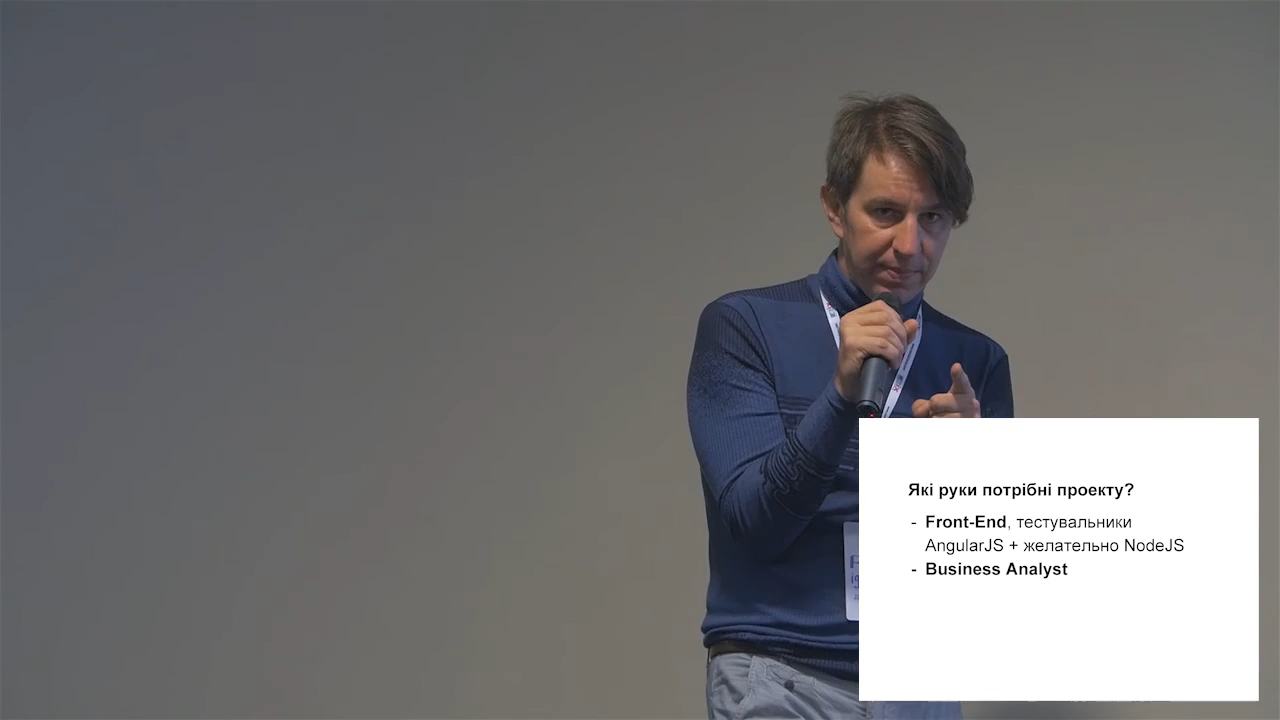 Які руки потрібні проекту?
- Front-End, тестувальники
AngularJS + желательно NodeJS
- Business Analyst